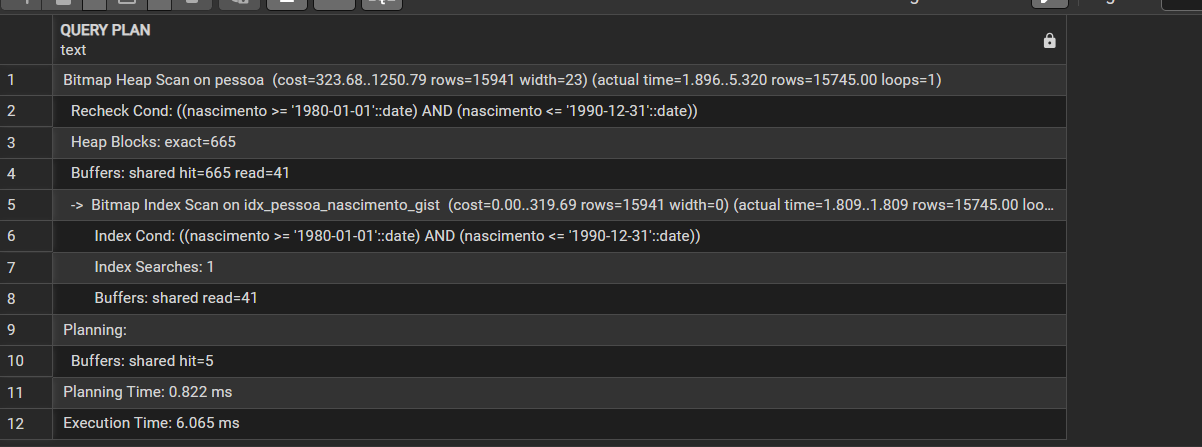 QUERY PLAN
text
1 Bitmap Heap Scan on pessoa (cost=323.68..1250.79 rows=15941 width=23) (actual time=1.896..5.320 rows=15745.00 loops=1)
2 Recheck Cond: ((nascimento >= '1980-01-01'::date) AND (nascimento <= '1990-12-31'::date))
3 Heap Blocks: exact=665
4 Buffers: shared hit=665 read=41
5 -> Bitmap Index Scan on idx_pessoa_nascimento_gist (cost=0.00..319.69 rows=15941 width=0) (actual time=1.809..1.809 rows=15745.00 loo...
6 Index Cond: ((nascimento >= '1980-01-01'::date) AND (nascimento <= '1990-12-31'::date))
7 Index Searches: 1
8 Buffers: shared read=41
9 Planning:
10 Buffers: shared hit=5
11 Planning Time: 0.822 ms
12 Execution Time: 6.065 ms